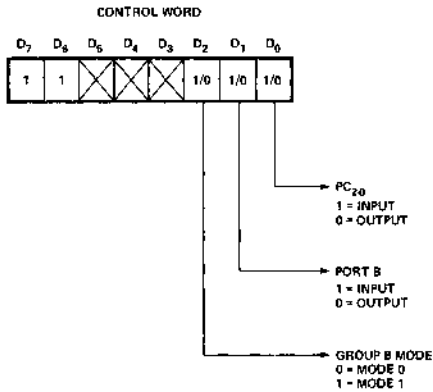 CONTROL WORD
D7 D6 D5 D4 D3 D2 D1 D0
1 1 1/0 1/0 1/0
PC2-0
1 = INPUT
0 = OUTPUT
PORT B
1 = INPUT
0 = OUTPUT
GROUP B MODE
0 = MODE 0
1 = MODE 1